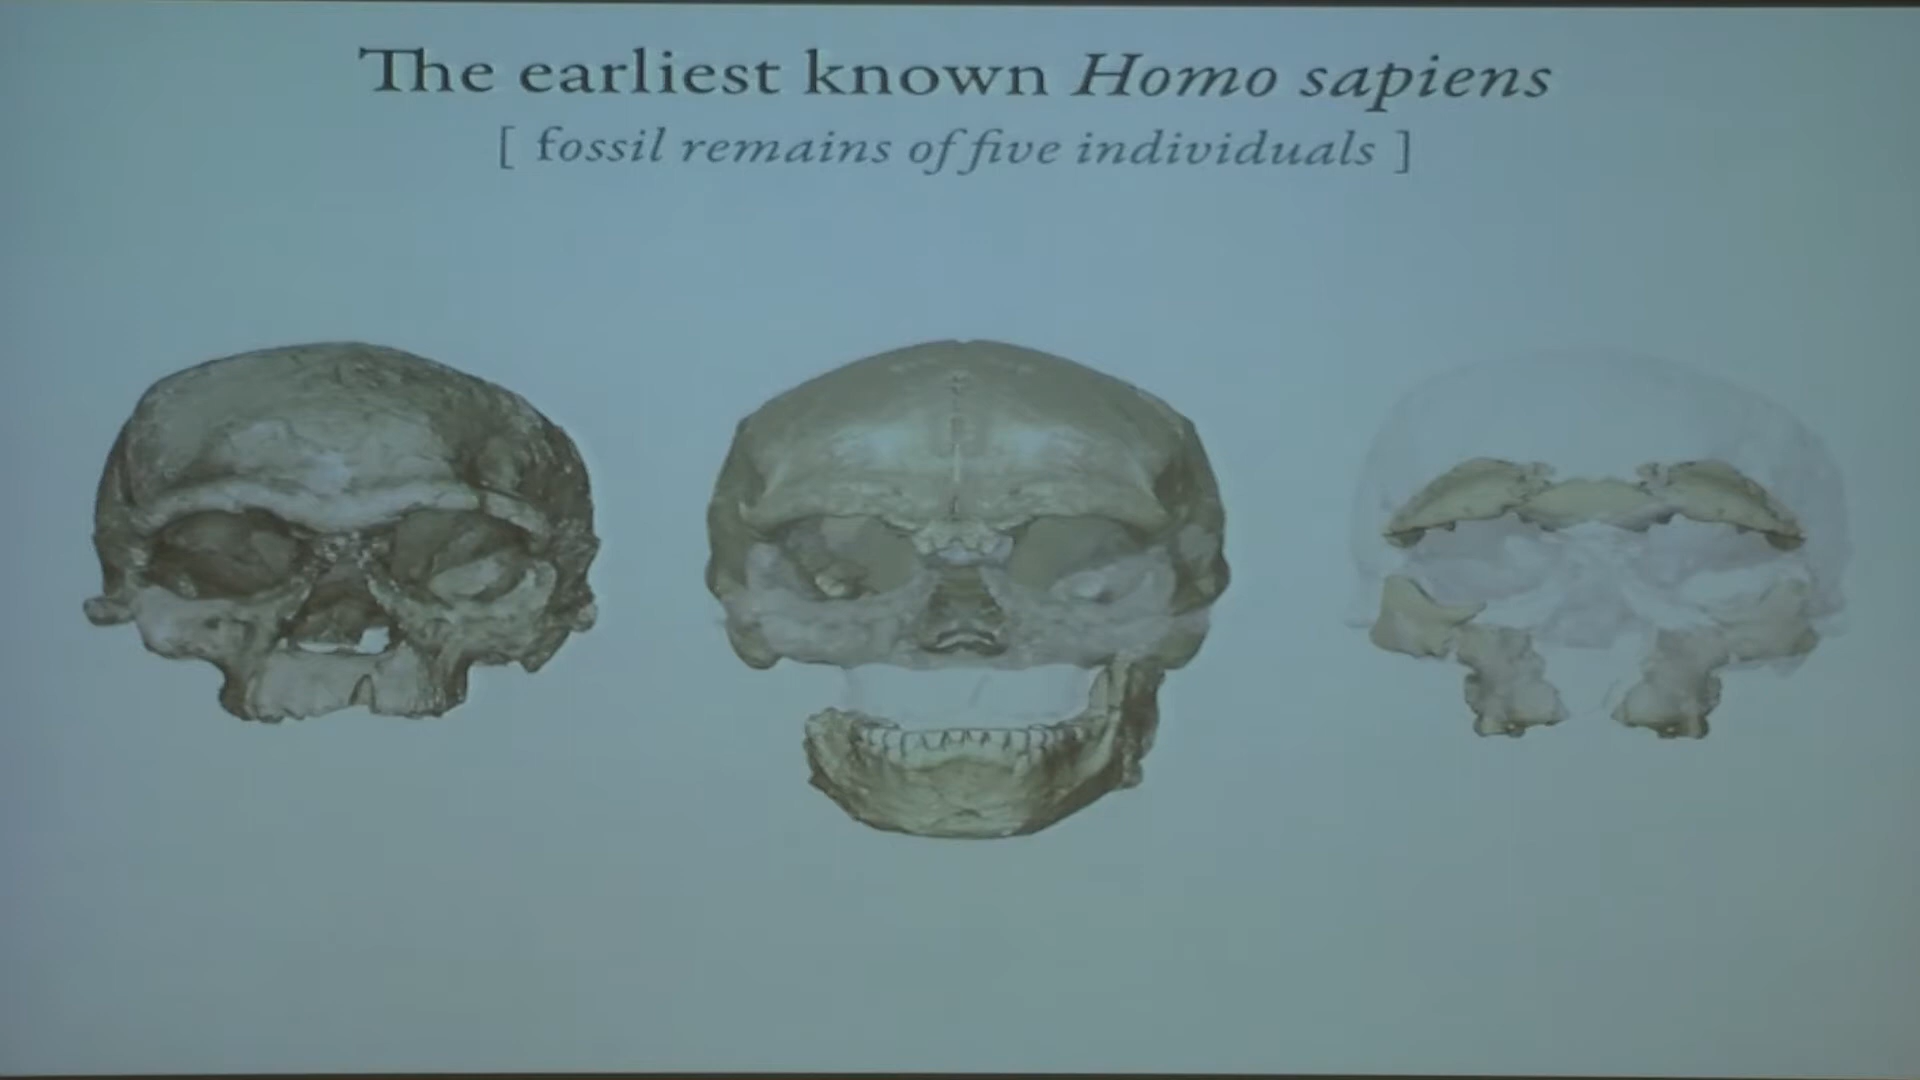 The earliest known Homo sapiens
[ fossil remains of five individuals ]